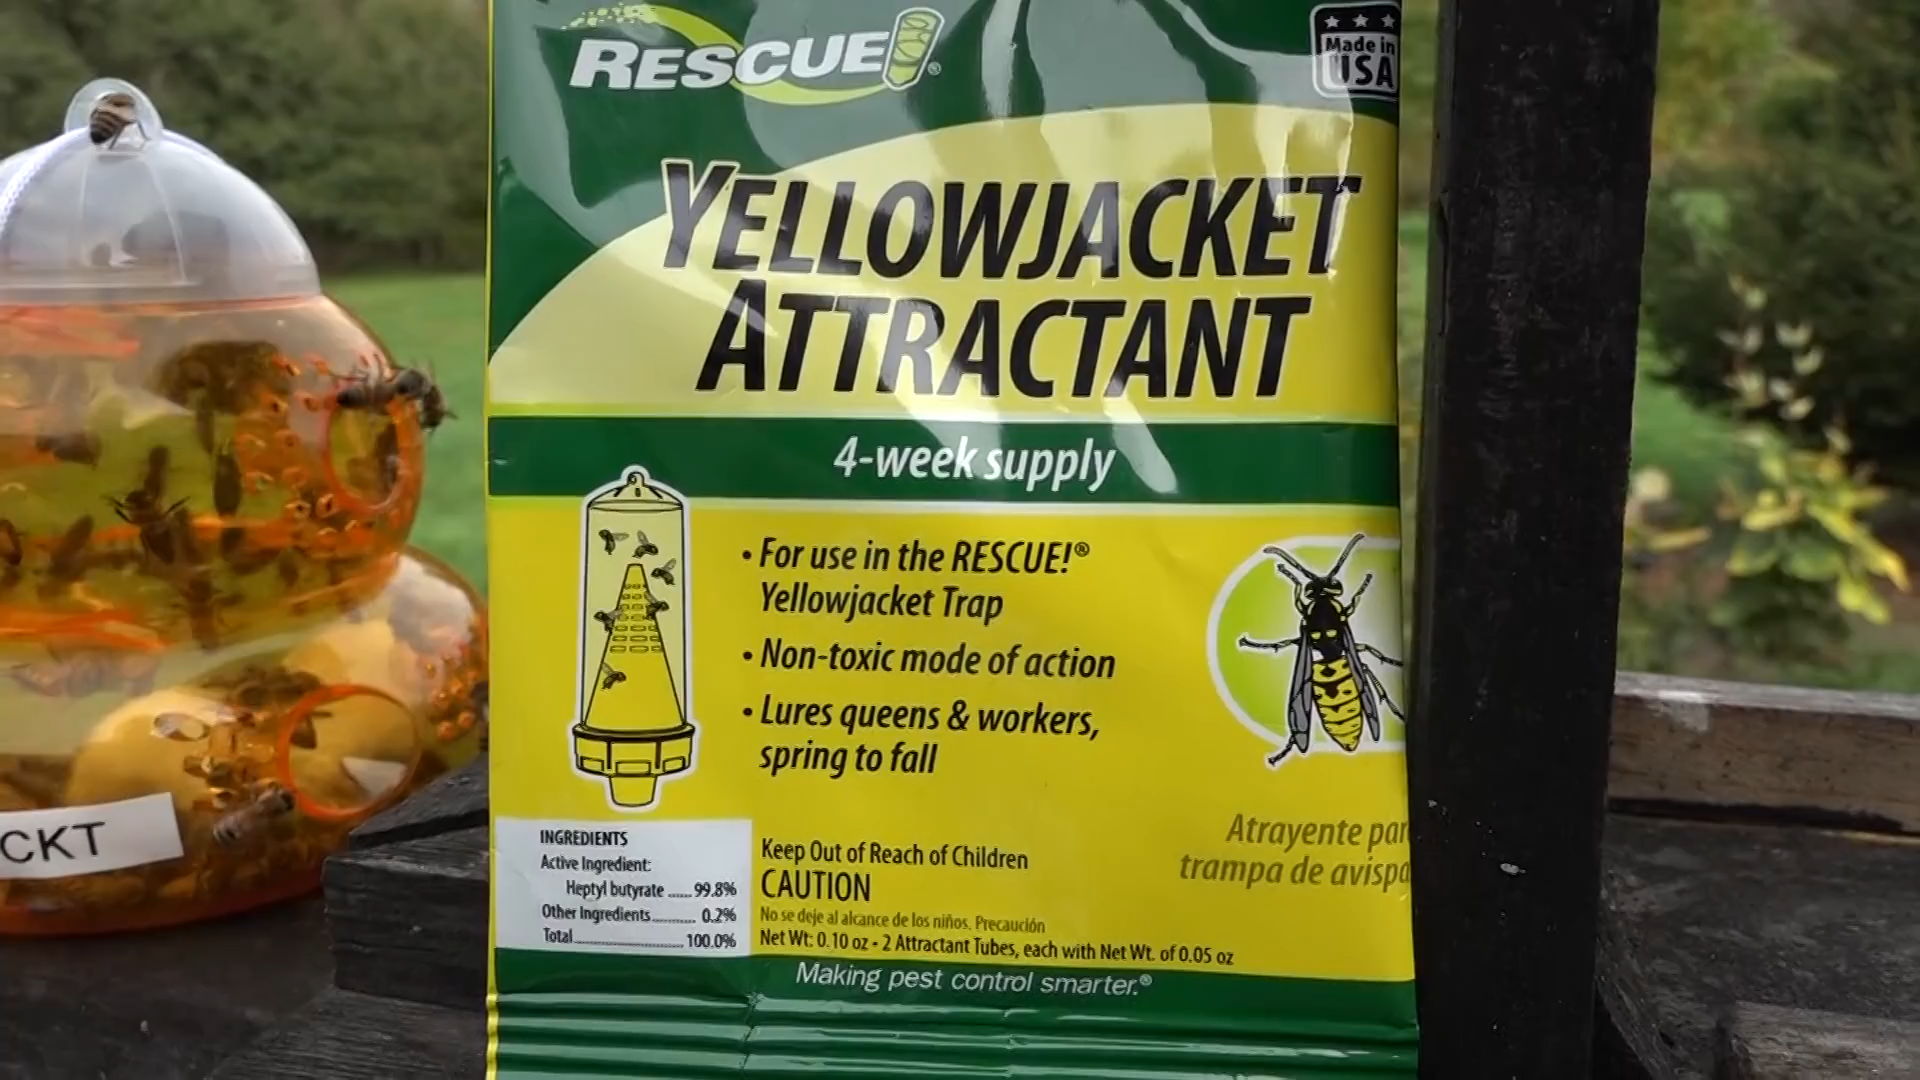 RESCUE!®
Made in
USA
YELLOWJACKET
ATTRACTANT
4-week supply
• For use in the RESCUE!®
Yellowjacket Trap
• Non-toxic mode of action
• Lures queens & workers,
spring to fall
CKT
INGREDIENTS
Active Ingredient:
Heptyl butyrate ...... 99.8%
Other Ingredients........... 0.2%
Total........................... 100.0%
Keep Out of Reach of Children
CAUTION
No se deje al alcance de los niños. Precaución
Net Wt: 0.10 oz - 2 Attractant Tubes, each with Net Wt. of 0.05 oz
Atrayente par
trampa de avispa
Making pest control smarter.®